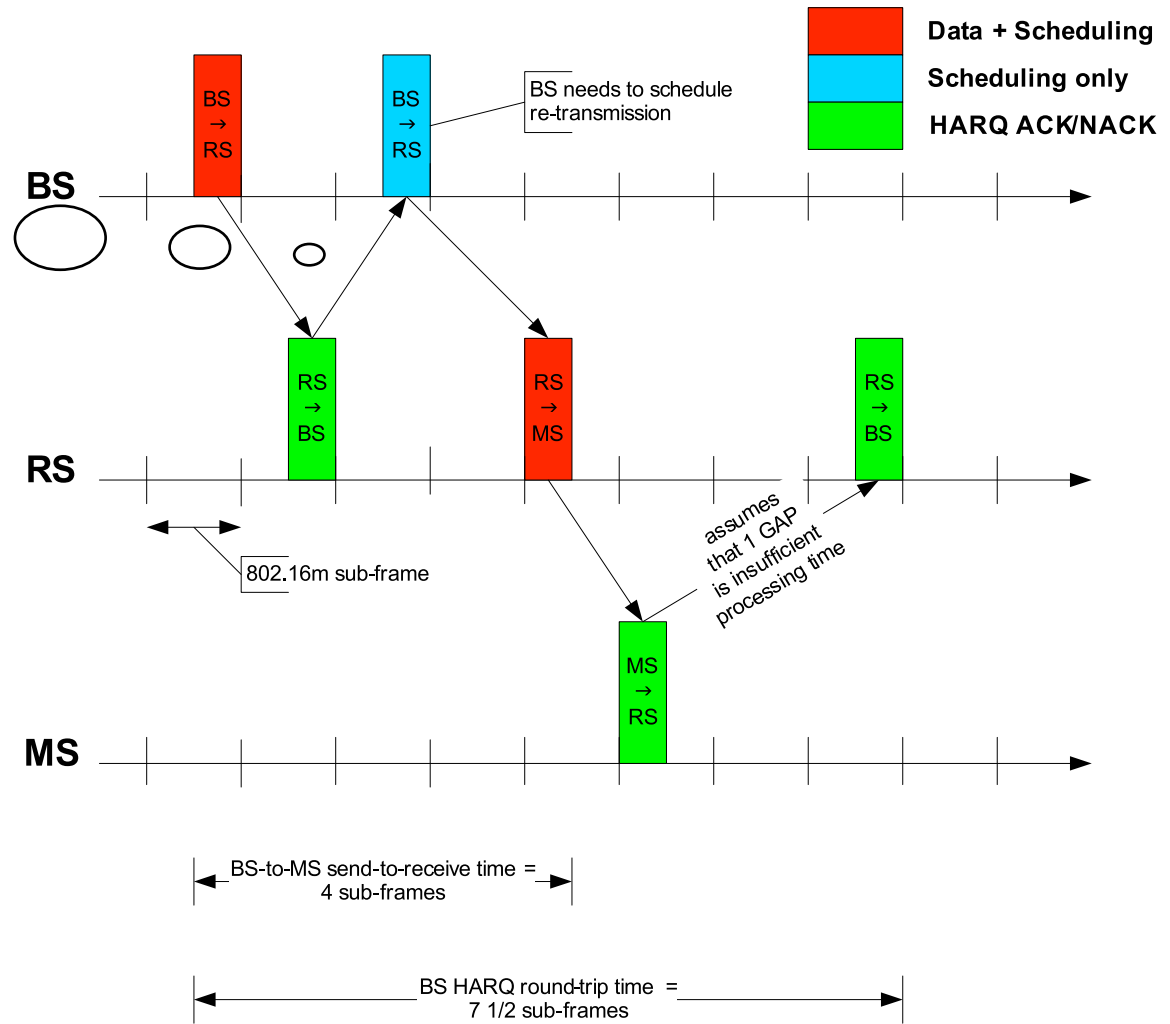 Data + Scheduling
Scheduling only
HARQ ACK/NACK
BS
→
RS
BS
→
RS
BS needs to schedule
re-transmission
BS
RS
→
BS
RS
→
MS
RS
→
BS
RS
assumes
that 1 GAP
is insufficient
processing time
802.16m sub-frame
MS
→
RS
MS
BS-to-MS send-to-receive time =
4 sub-frames
BS HARQ round-trip time =
7 1/2 sub-frames